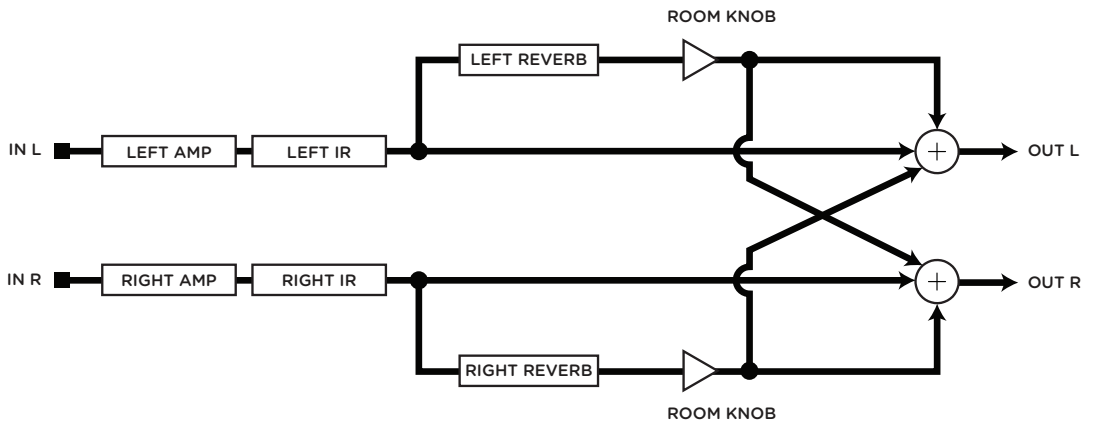 ROOM KNOB
LEFT REVERB
IN L
LEFT AMP
LEFT IR
+
OUT L
IN R
RIGHT AMP
RIGHT IR
+
OUT R
RIGHT REVERB
ROOM KNOB